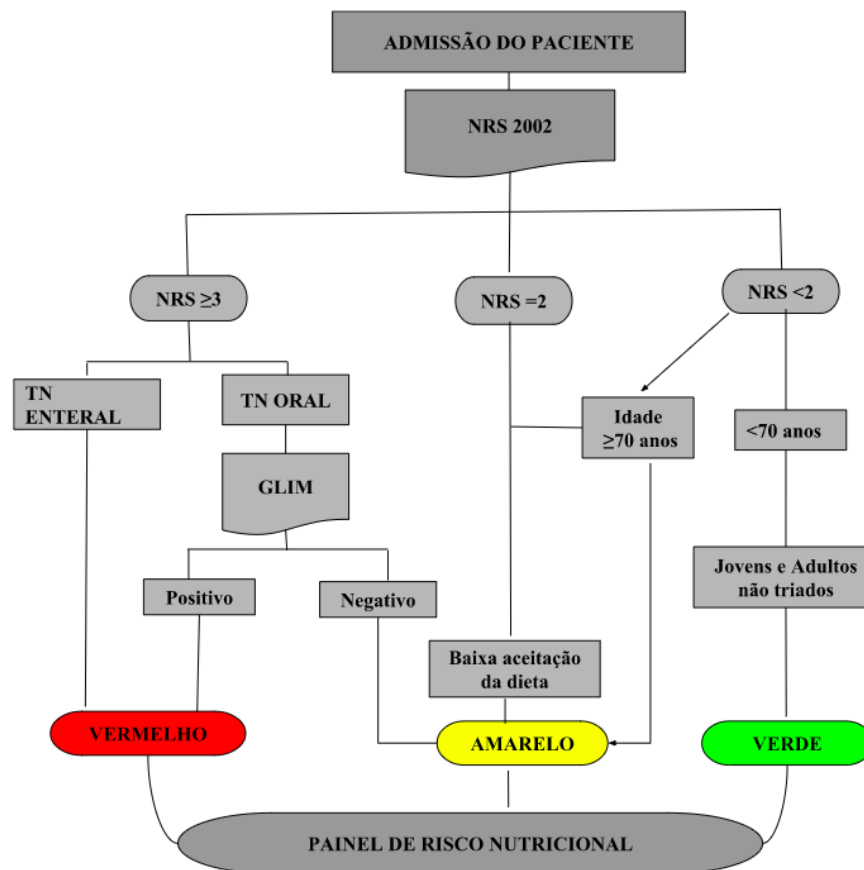 ADMISSÃO DO PACIENTE
NRS 2002
NRS ≥3
NRS =2
NRS <2
TN
ENTERAL
TN ORAL
Idade
≥70 anos
<70 anos
GLIM
Positivo
Negativo
Jovens e Adultos
não triados
Baixa aceitação
da dieta
VERMELHO
AMARELO
VERDE
PAINEL DE RISCO NUTRICIONAL